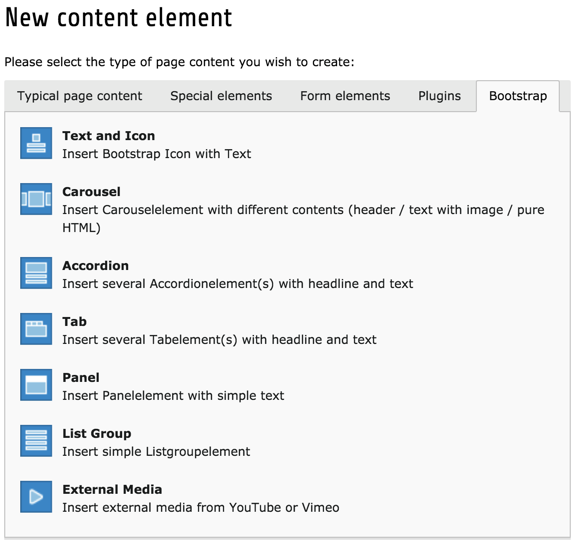 New content element
Please select the type of page content you wish to create:
Typical page content Special elements Form elements Plugins Bootstrap
Text and Icon
Insert Bootstrap Icon with Text
Carousel
Insert Carouselelement with different contents (header / text with image / pure
HTML)
Accordion
Insert several Accordionelement(s) with headline and text
Tab
Insert several Tabelement(s) with headline and text
Panel
Insert Panelelement with simple text
List Group
Insert simple Listgroupelement
External Media
Insert external media from YouTube or Vimeo